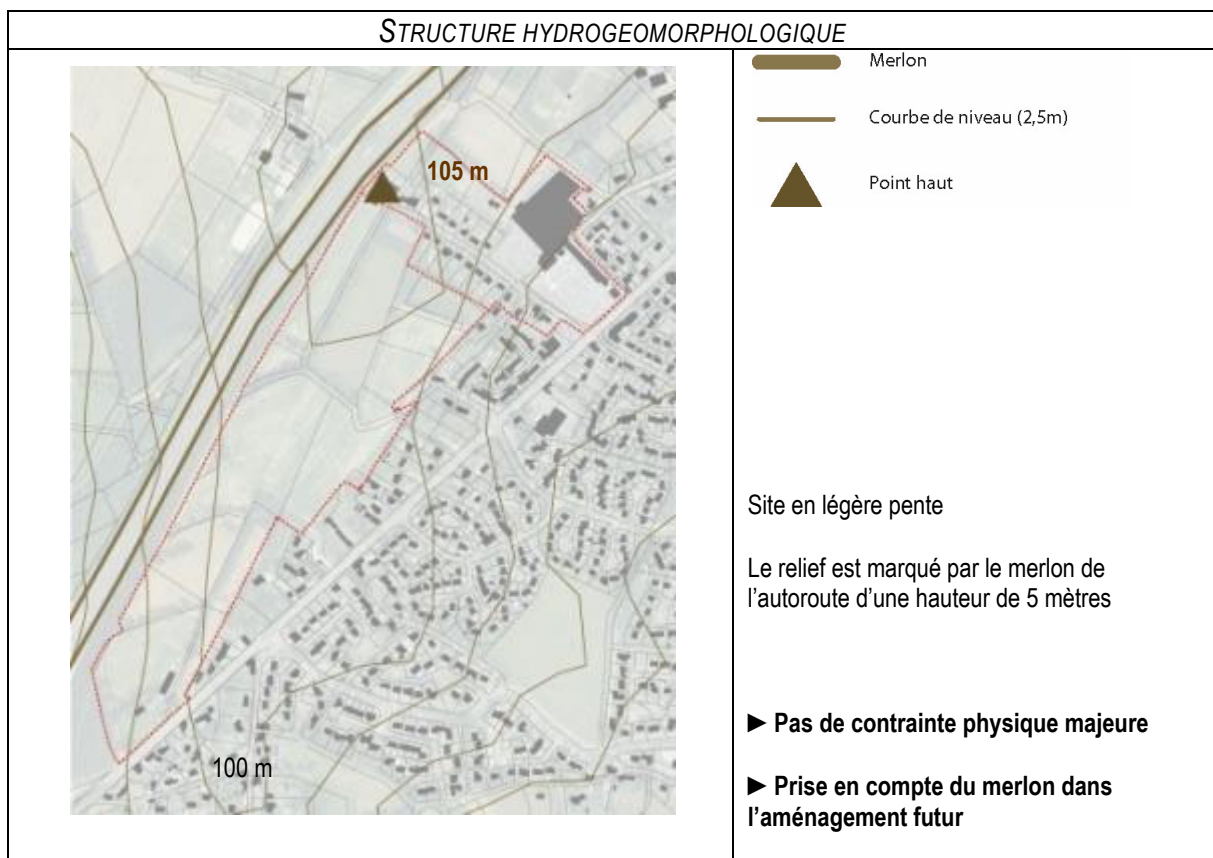 STRUCTURE HYDROGEOMORPHOLOGIQUE
105 m
100 m
Merlon
Courbe de niveau (2,5m)
Point haut
Site en légère pente
Le relief est marqué par le merlon de
l’autoroute d’une hauteur de 5 mètres
► Pas de contrainte physique majeure
► Prise en compte du merlon dans
l’aménagement futur